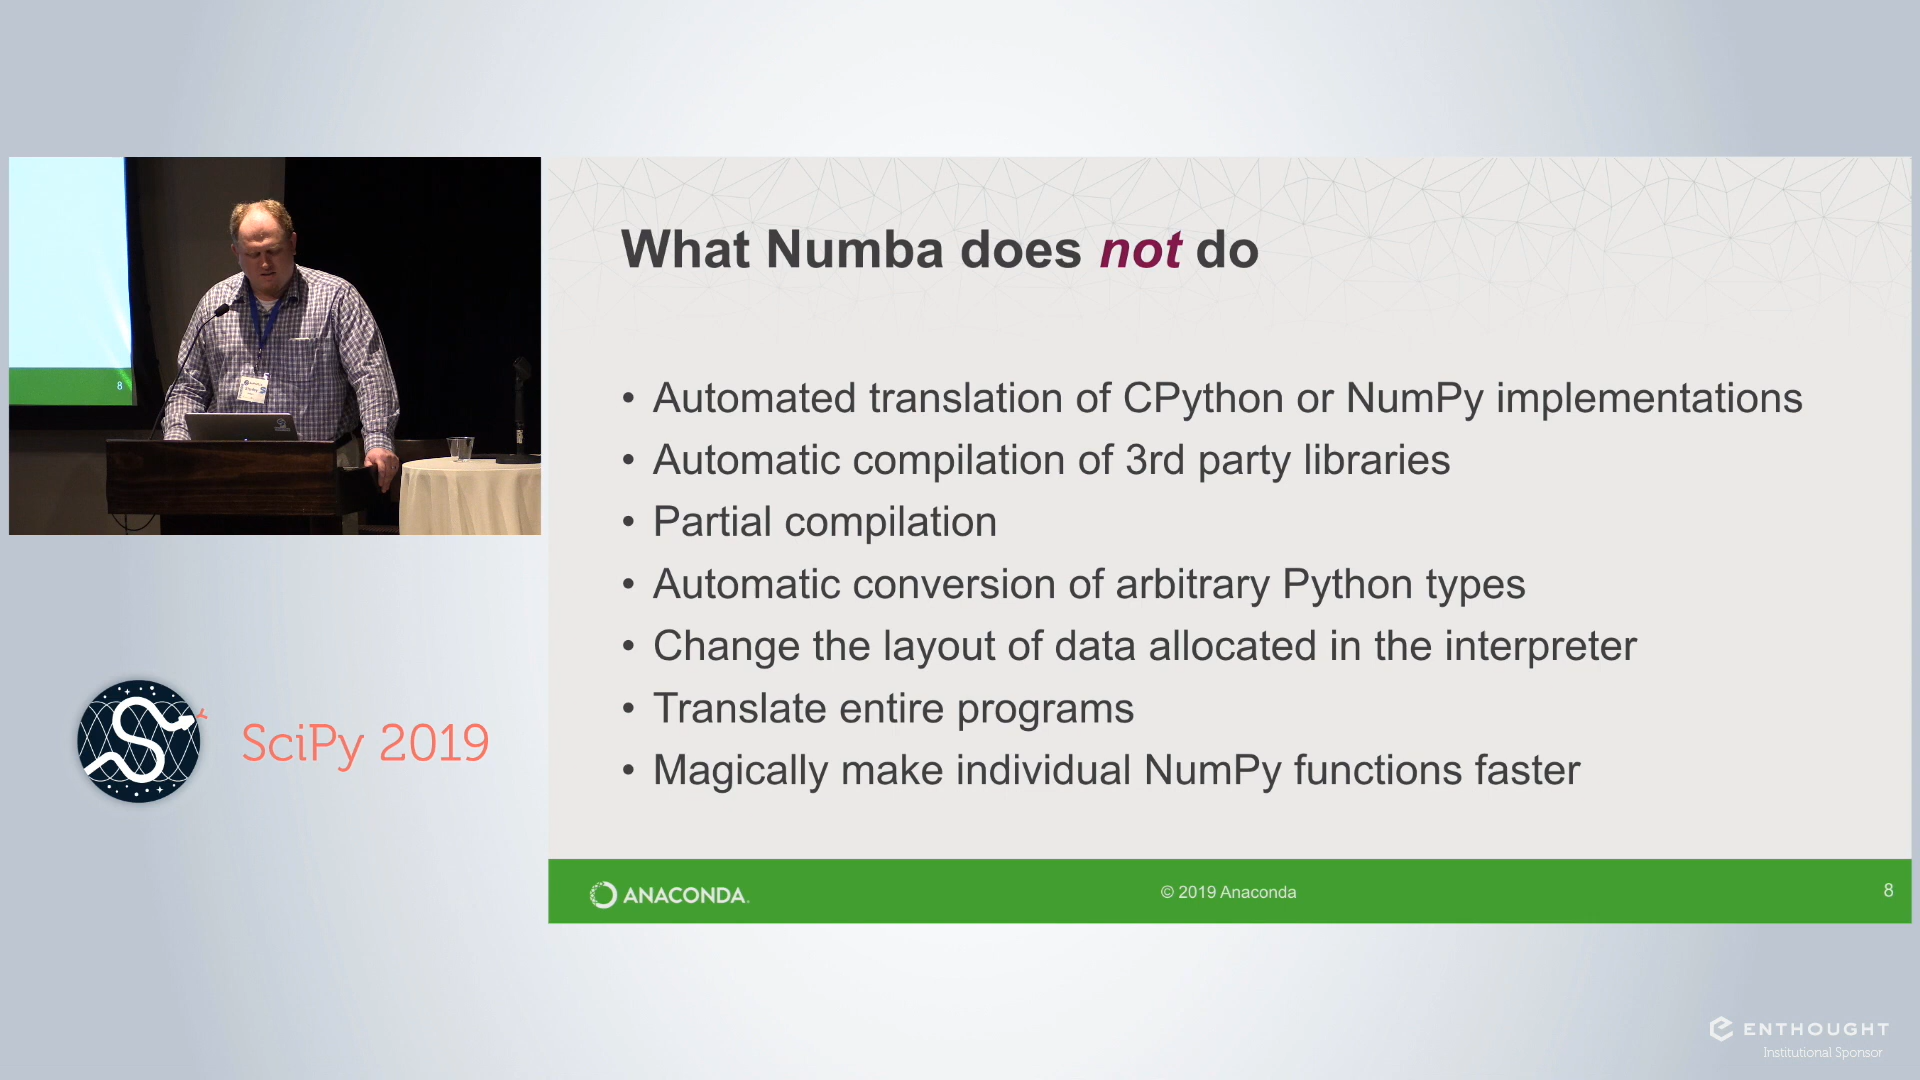 What Numba does not do
• Automated translation of CPython or NumPy implementations
• Automatic compilation of 3rd party libraries
• Partial compilation
• Automatic conversion of arbitrary Python types
• Change the layout of data allocated in the interpreter
• Translate entire programs
• Magically make individual NumPy functions faster
ANACONDA.
© 2019 Anaconda
8
8
SciPy 2019
ENTHOUGHT
Institutional Sponsor